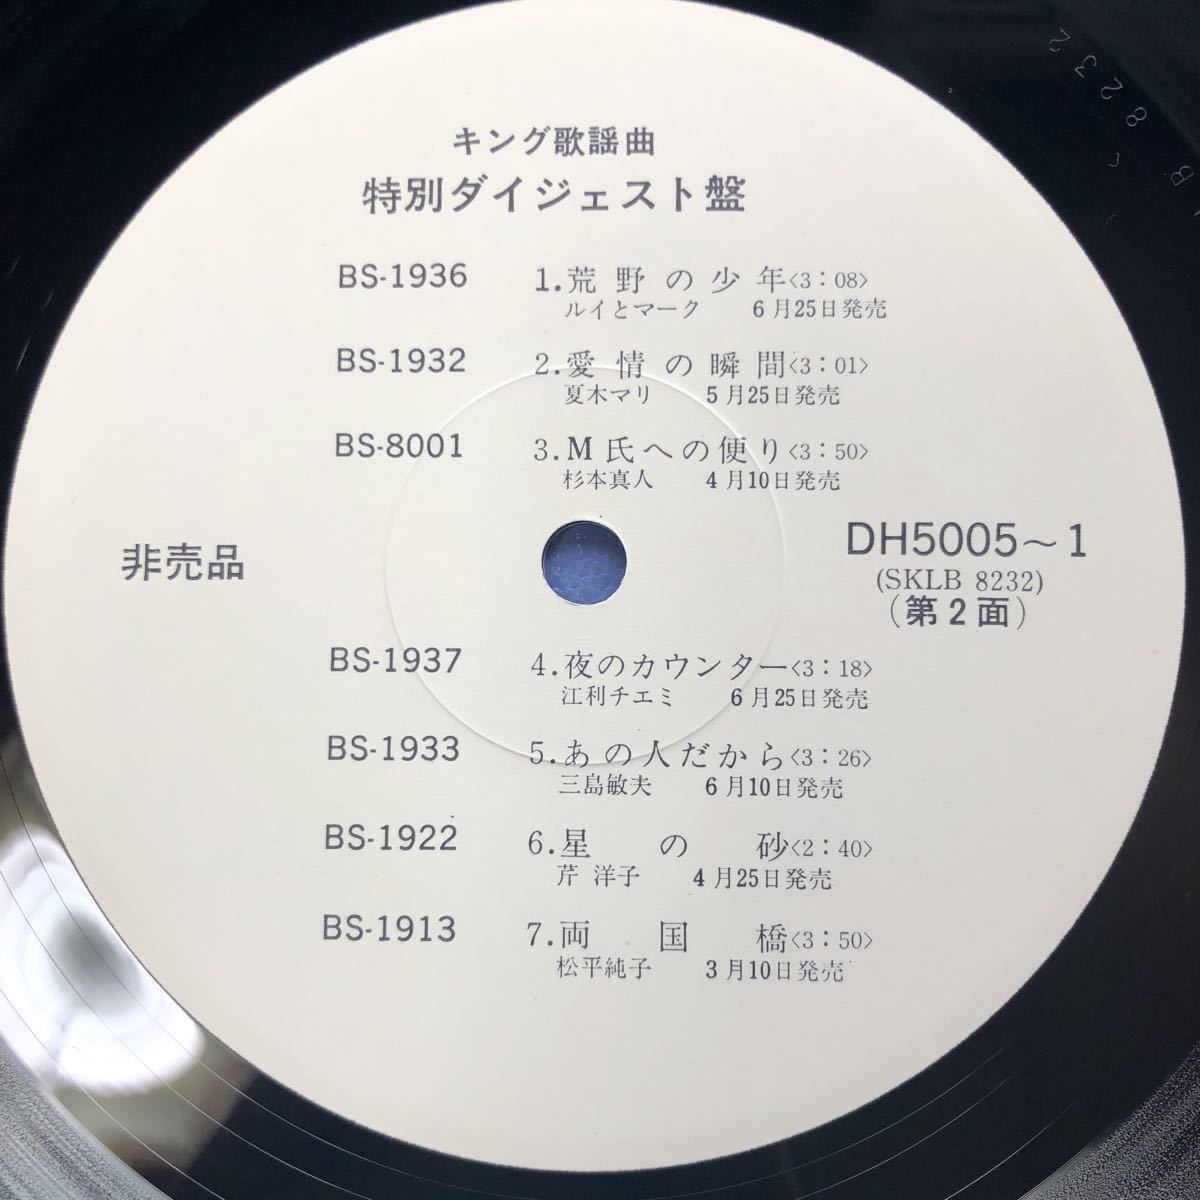 キング歌謡曲
特別ダイジェスト盤
BS-1936 1.荒野の少年〈3：08〉
ルイとマーク 6月25日発売
BS-1932 2.愛情の瞬間〈3：01〉
夏木マリ 5月25日発売
BS-8001 3.M氏への便り〈3：50〉
杉本真人 4月10日発売
非売品
DH5005～1
(SKLB 8232)
(第2面)
BS-1937 4.夜のカウンター〈3：18〉
江利チエミ 6月25日発売
BS-1933 5.あの人だから〈3：26〉
三島敏夫 6月10日発売
BS-1922 6.星の砂〈2：40〉
芹 洋子 4月25日発売
BS-1913 7.両国橋〈3：50〉
松平純子 3月10日発売
B 8232